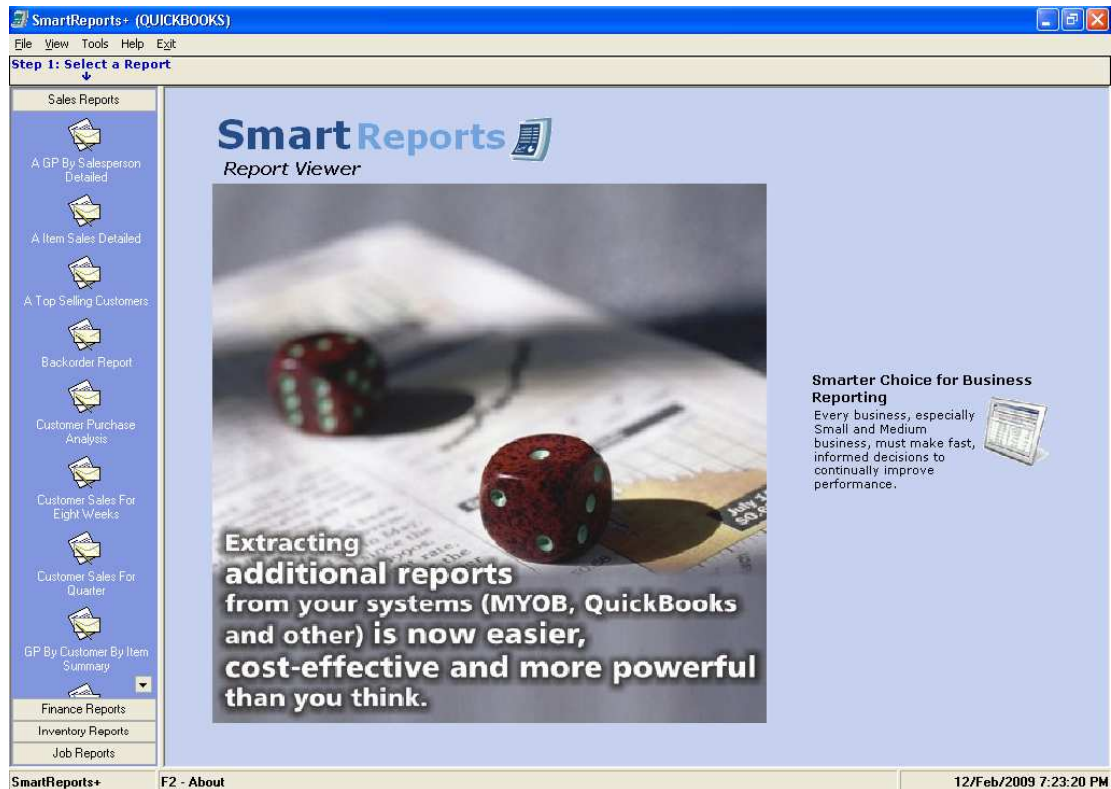 SmartReports+ (QUICKBOOKS)
File View Tools Help Exit
Step 1: Select a Report
Sales Reports
A GP By Salesperson
Detailed
A Item Sales Detailed
A Top Selling Customers
Backorder Report
Customer Purchase
Analysis
Customer Sales For
Eight Weeks
Customer Sales For
Quarter
GP By Customer By Item
Summary
Finance Reports
Inventory Reports
Job Reports
Smart Reports
Report Viewer
Extracting
additional reports
from your systems (MYOB, QuickBooks
and other) is now easier,
cost-effective and more powerful
than you think.
Smarter Choice for Business
Reporting
Every business, especially
Small and Medium
business, must make fast,
informed decisions to
continually improve
performance.
SmartReports+
F2 - About
12/Feb/2009 7:23:20 PM